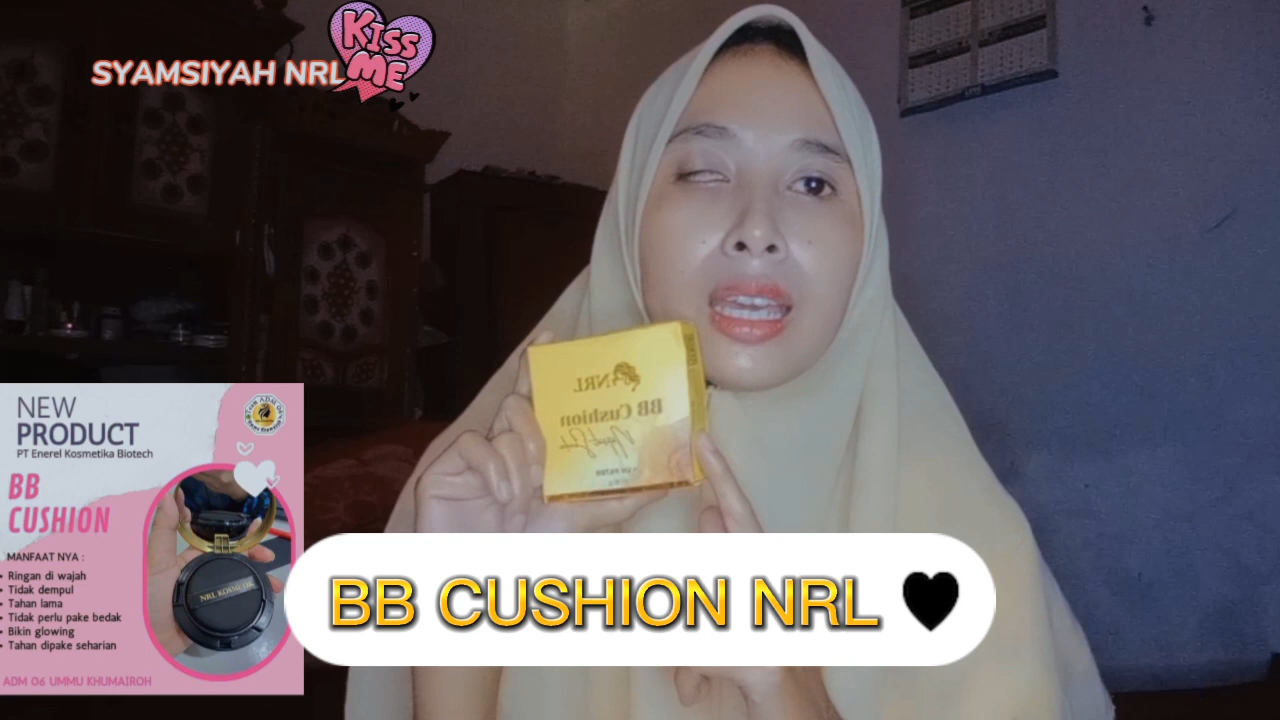 SYAMSIYAH NRL
KISS
ME
NRL
BB Cushion
NEW
PRODUCT
PT Enerel Kosmetika Biotech
BB
CUSHION
MANFAAT NYA :
• Ringan di wajah
• Tidak dempul
• Tahan lama
• Tidak perlu pake bedak
• Bikin glowing
• Tahan dipake seharian
ADM 06 UMMU KHUMAIROH
BB CUSHION NRL